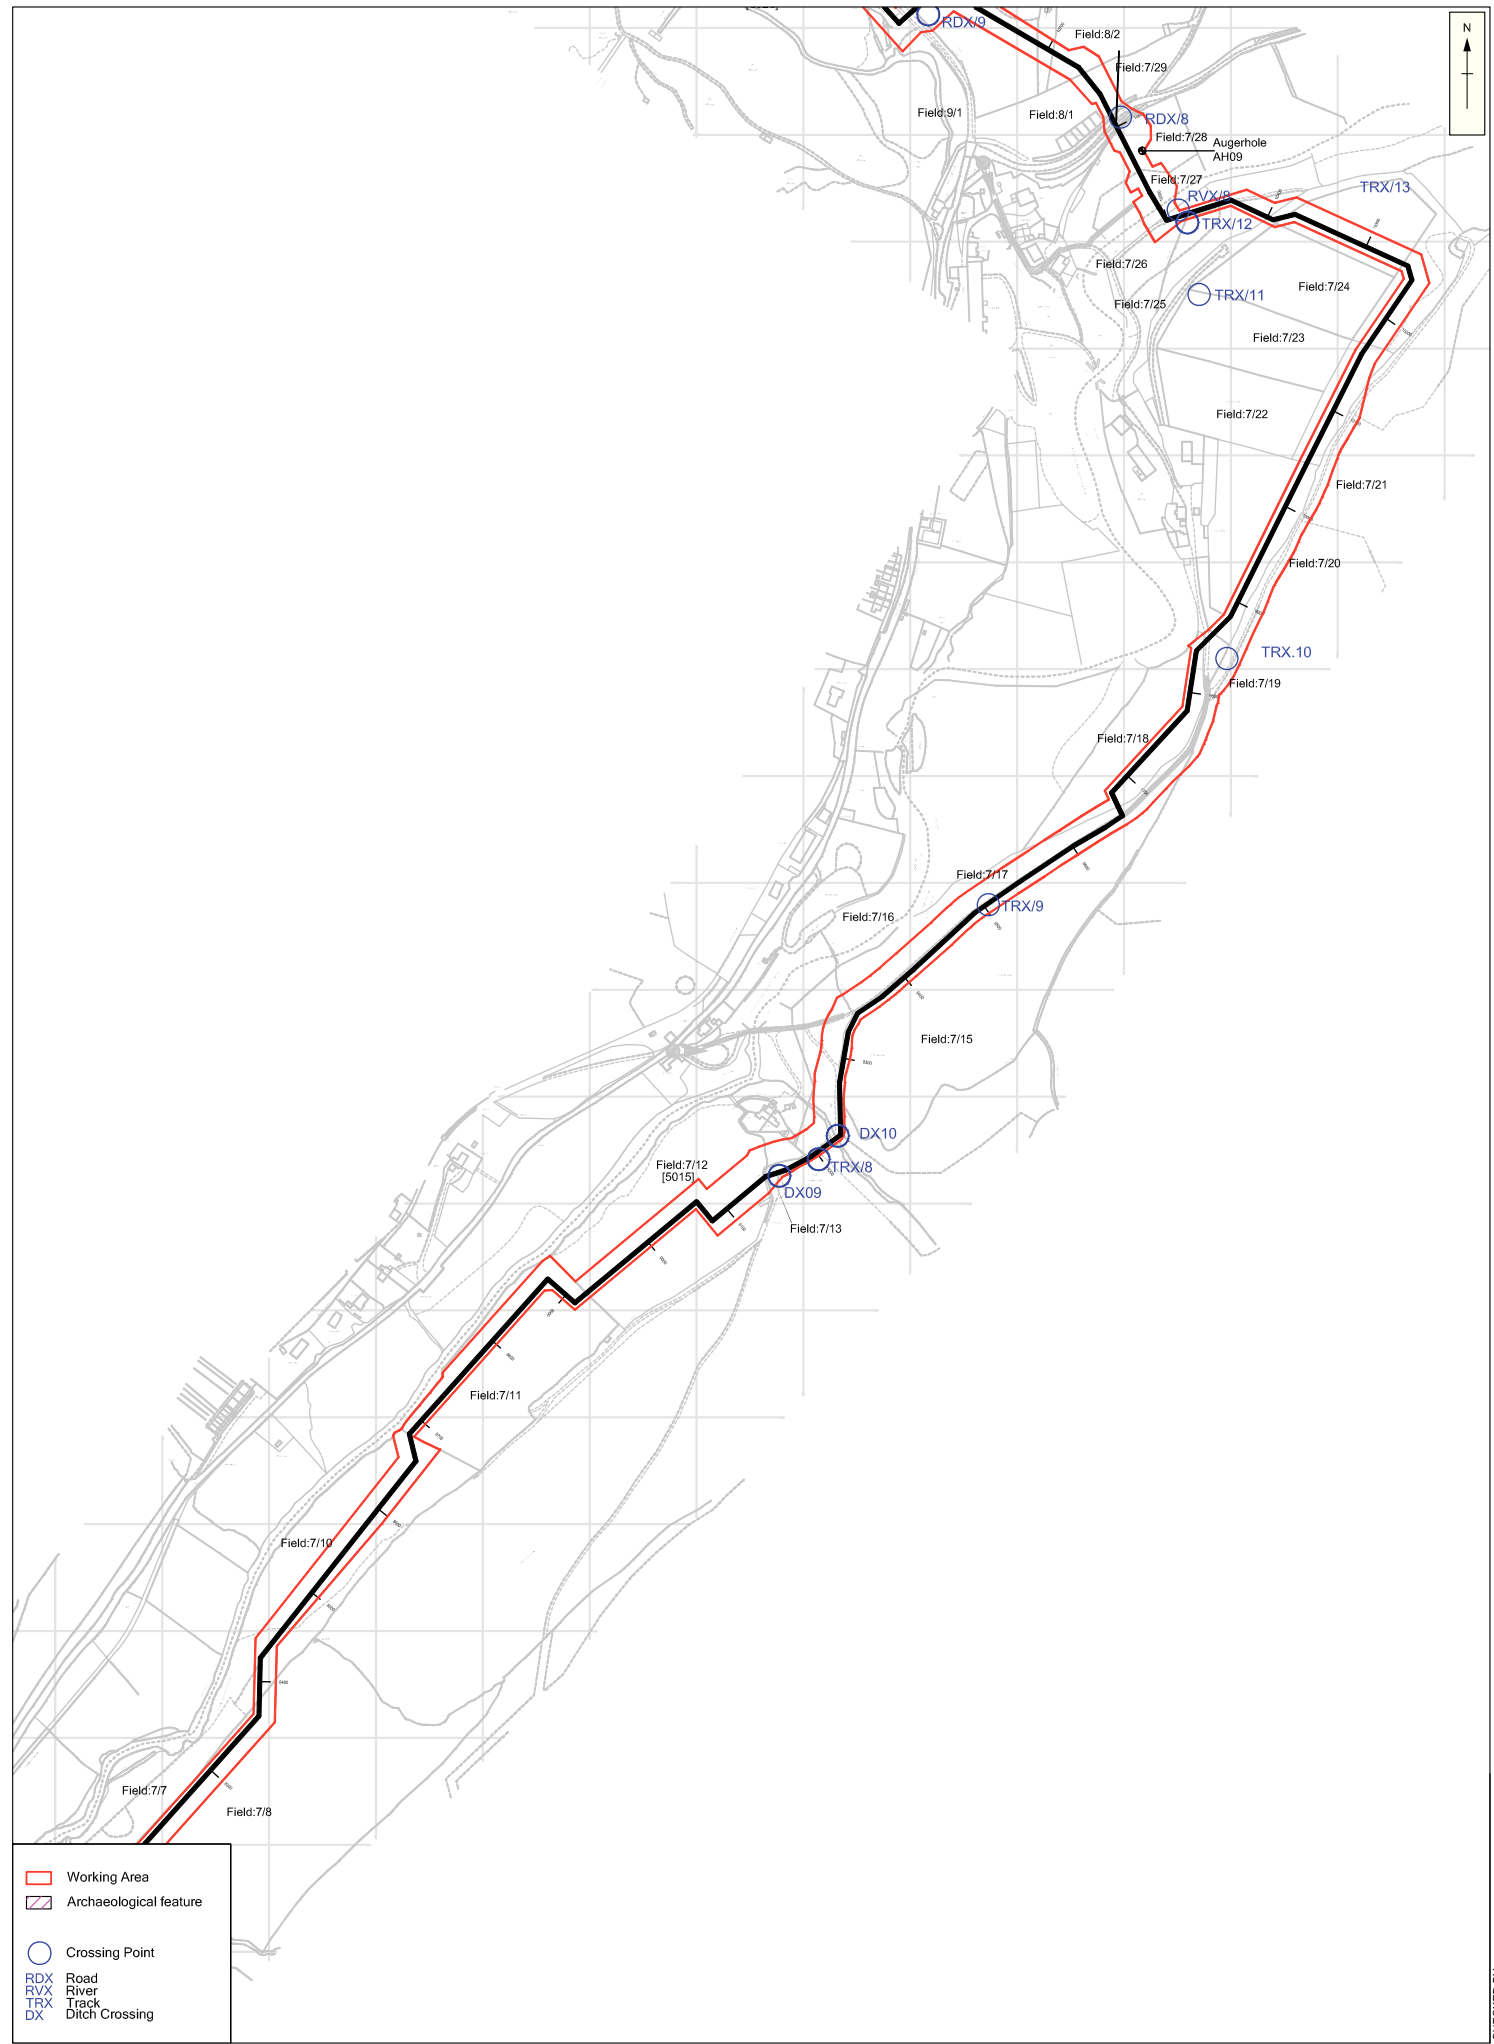 RDX/9
Field:8/2
N
Field:7/29
Field:9/1
Field:8/1
RDX/8
Field:7/28
Augerhole
AH09
Field:7/27
TRX/13
RVX/8
TRX/12
Field:7/26
Field:7/24
TRX/11
Field:7/25
Field:7/23
Field:7/22
Field:7/21
Field:7/20
TRX.10
Field:7/19
Field:7/18
Field:7/17
TRX/9
Field:7/16
Field:7/15
DX10
Field:7/12
[5015]
TRX/8
DX09
Field:7/13
Field:7/11
Field:7/10
Field:7/7
Field:7/8
Working Area
Archaeological feature
Crossing Point
RDX Road
RVX River
TRX Track
DX Ditch Crossing